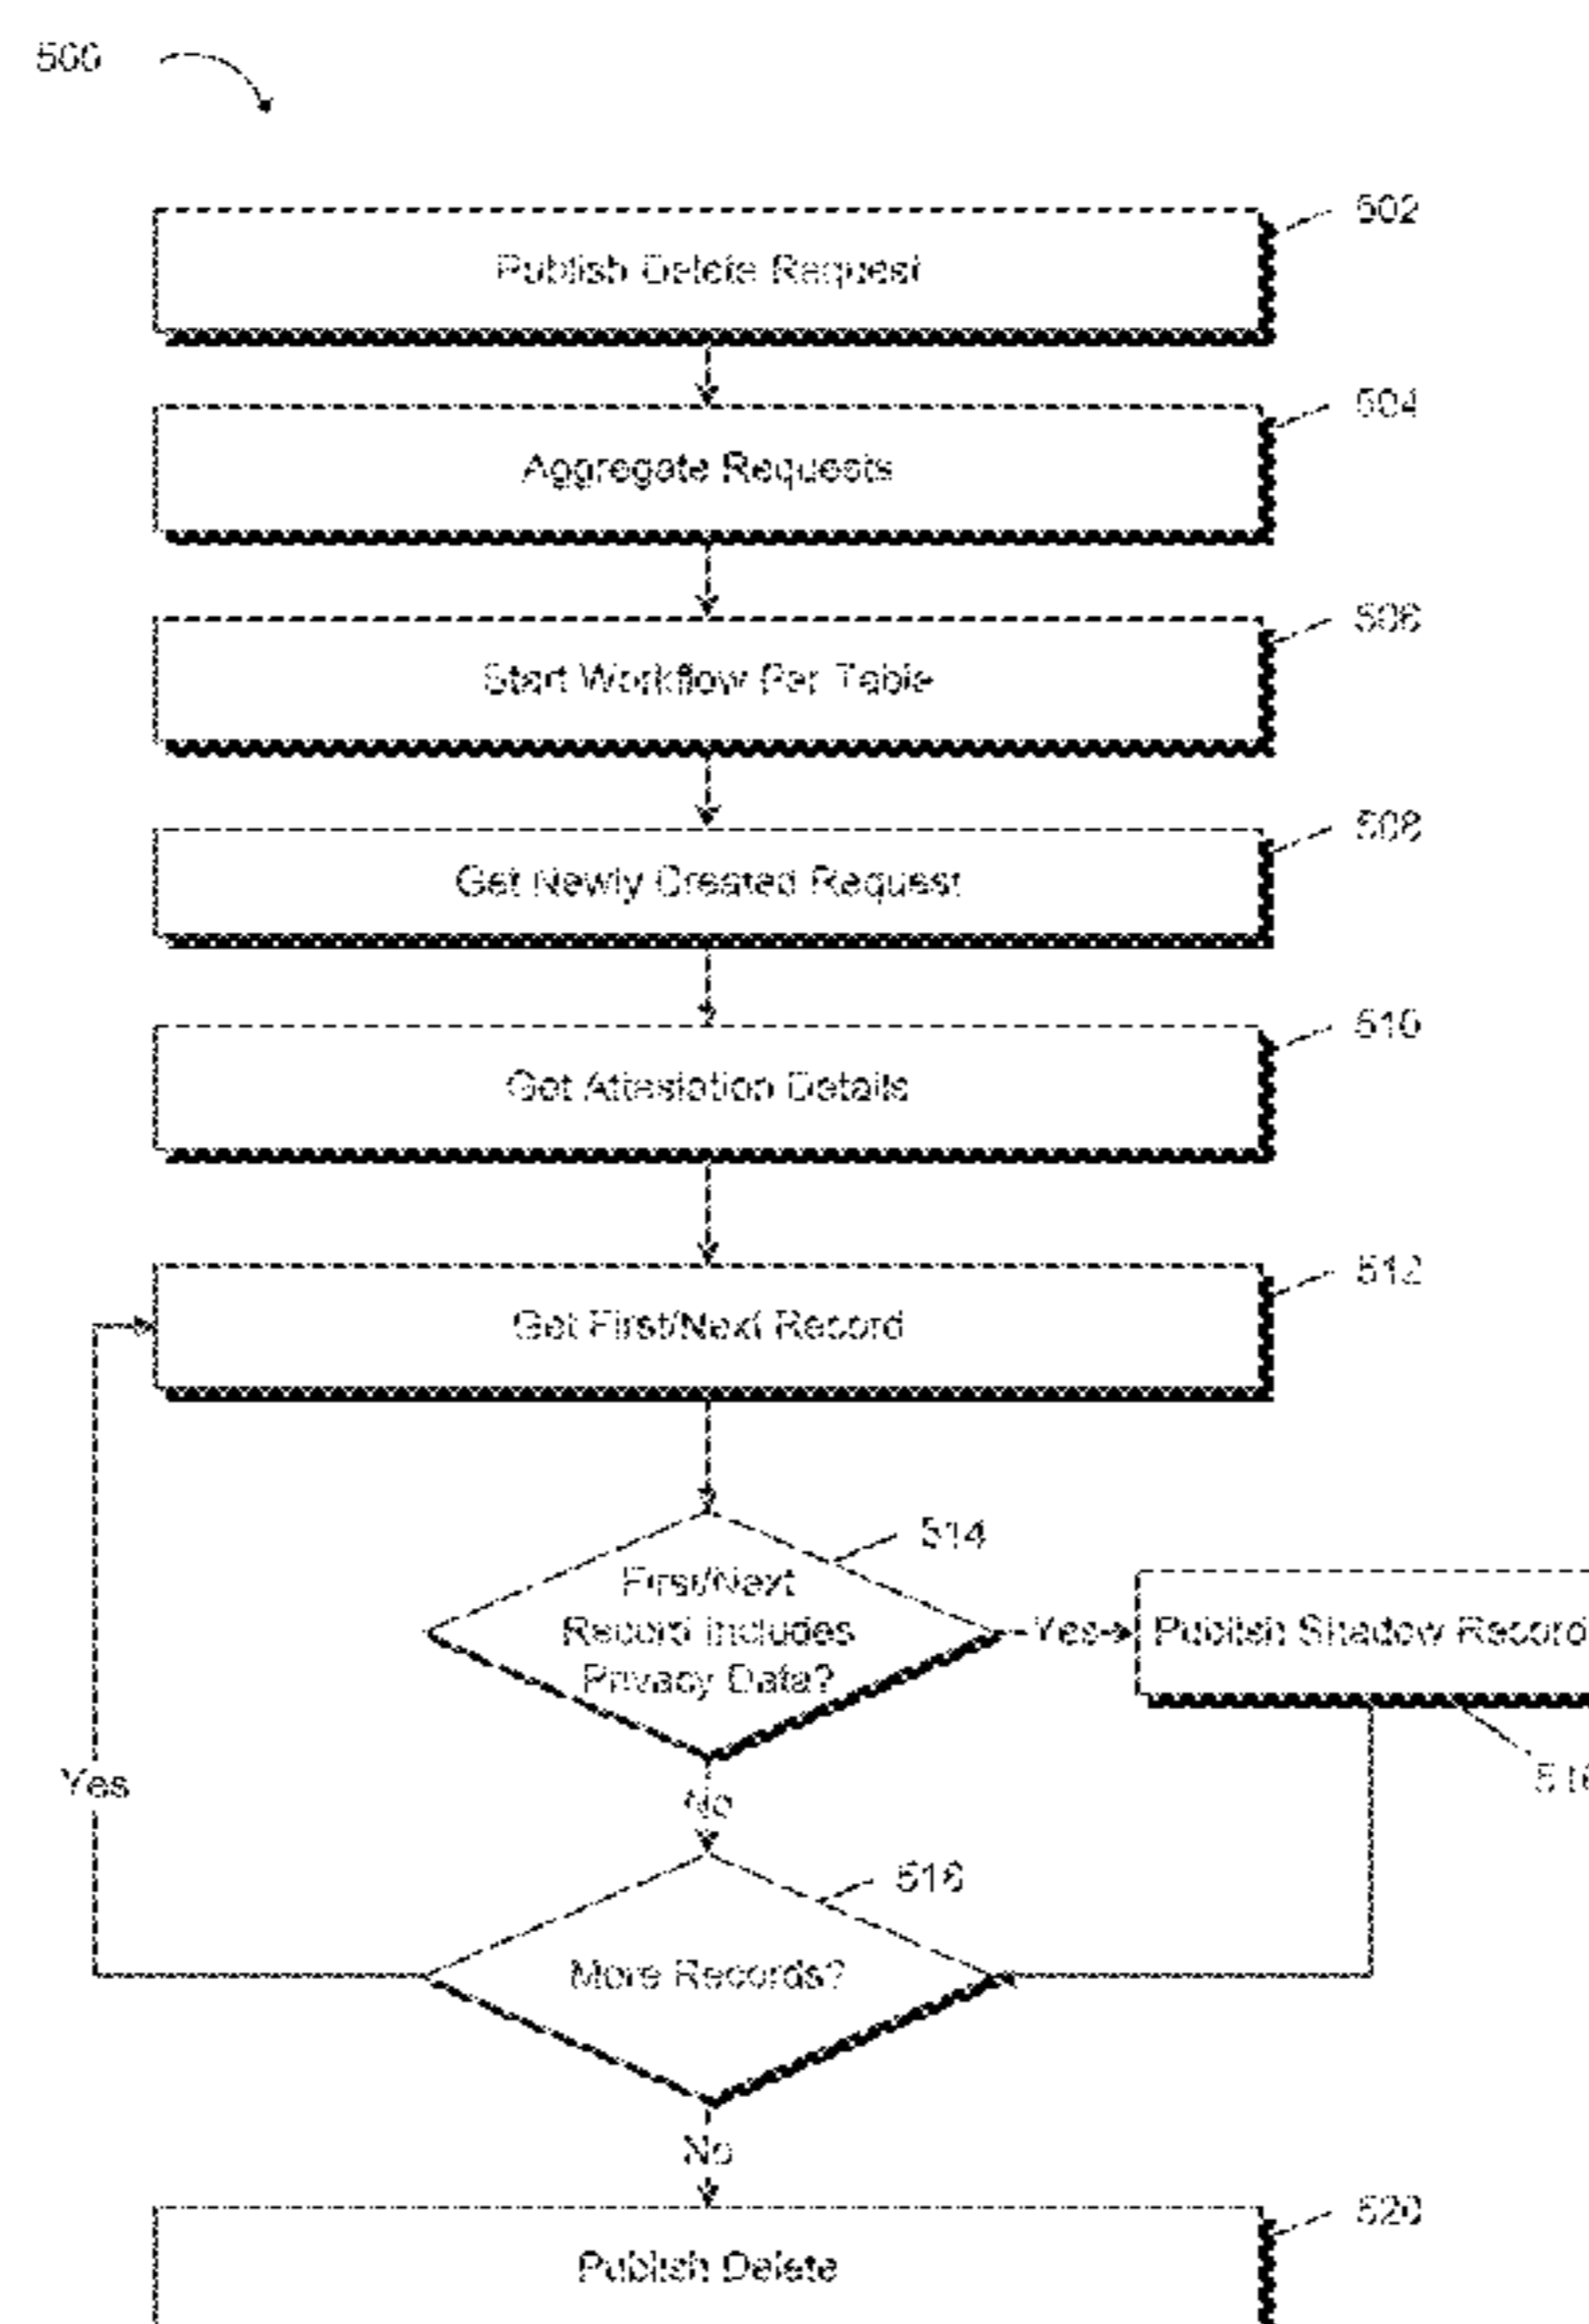 500
502
Publish Delete Request
504
Aggregate Requests
506
Start Workflow Per Table
508
Get Newly Created Request
510
Get Attestation Details
512
Get First/Next Record
514
First/Next
Record Includes
Privacy Data?
Yes
Publish Shadow Record
Yes
No
516
More Records?
No
520
Publish Delete